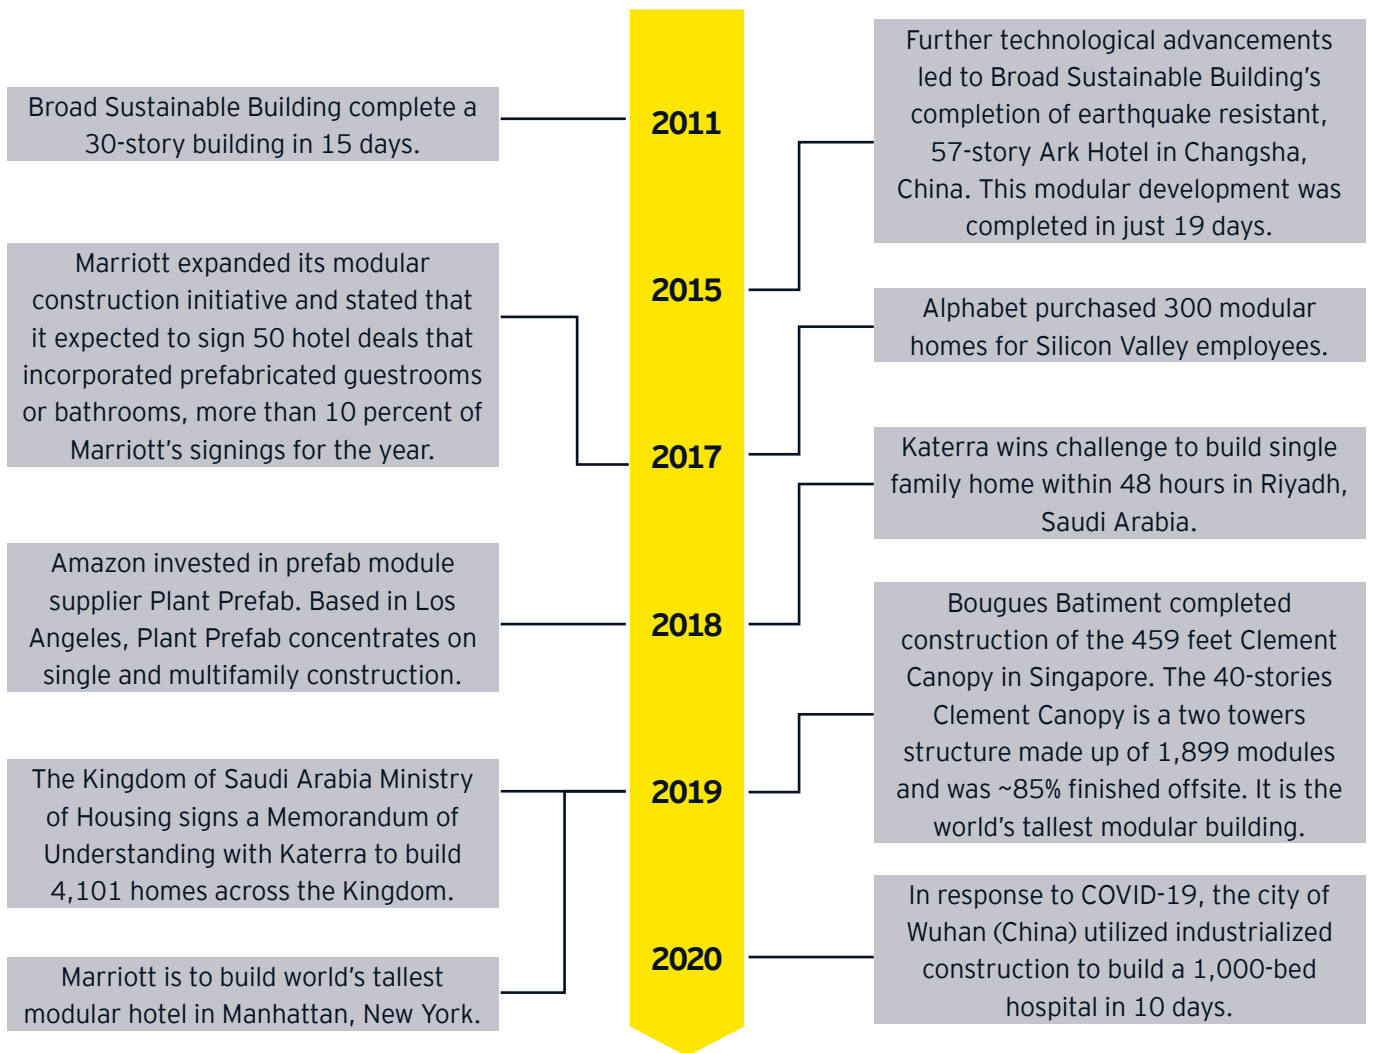 2011
Broad Sustainable Building complete a
30-story building in 15 days.
2015
Further technological advancements
led to Broad Sustainable Building’s
completion of earthquake resistant,
57-story Ark Hotel in Changsha,
China. This modular development was
completed in just 19 days.
2017
Marriott expanded its modular
construction initiative and stated that
it expected to sign 50 hotel deals that
incorporated prefabricated guestrooms
or bathrooms, more than 10 percent of
Marriott’s signings for the year.
Alphabet purchased 300 modular
homes for Silicon Valley employees.
2018
Amazon invested in prefab module
supplier Plant Prefab. Based in Los
Angeles, Plant Prefab concentrates on
single and multifamily construction.
Katerra wins challenge to build single
family home within 48 hours in Riyadh,
Saudi Arabia.
2019
The Kingdom of Saudi Arabia Ministry
of Housing signs a Memorandum of
Understanding with Katerra to build
4,101 homes across the Kingdom.
Marriott is to build world’s tallest
modular hotel in Manhattan, New York.
Bougues Batiment completed
construction of the 459 feet Clement
Canopy in Singapore. The 40-stories
Clement Canopy is a two towers
structure made up of 1,899 modules
and was ~85% finished offsite. It is the
world’s tallest modular building.
2020
In response to COVID-19, the city of
Wuhan (China) utilized industrialized
construction to build a 1,000-bed
hospital in 10 days.